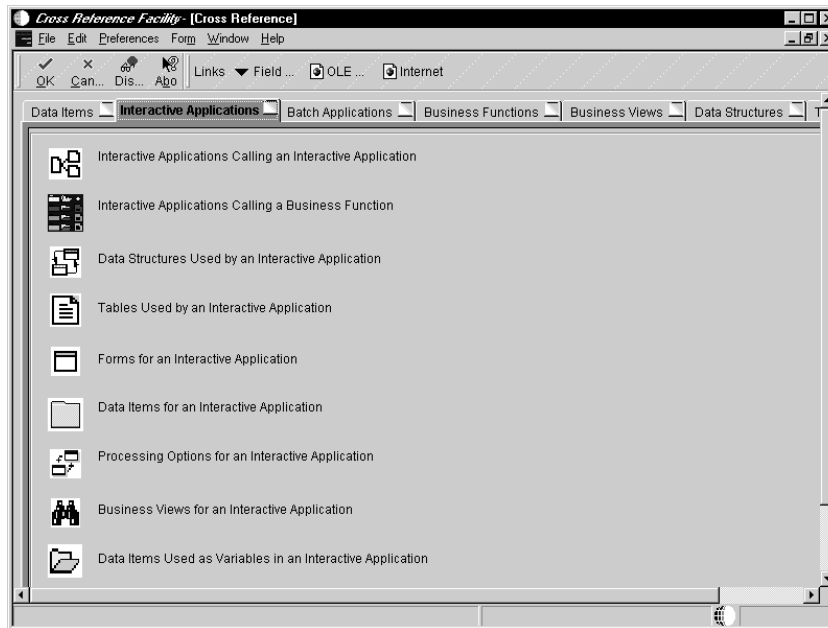 Cross Reference Facility - [Cross Reference]
File Edit Preferences Form Window Help
OK Can... Dis... Abo Links Field ... OLE ... Internet
Data Items Interactive Applications Batch Applications Business Functions Business Views Data Structures T
Interactive Applications Calling an Interactive Application
Interactive Applications Calling a Business Function
Data Structures Used by an Interactive Application
Tables Used by an Interactive Application
Forms for an Interactive Application
Data Items for an Interactive Application
Processing Options for an Interactive Application
Business Views for an Interactive Application
Data Items Used as Variables in an Interactive Application